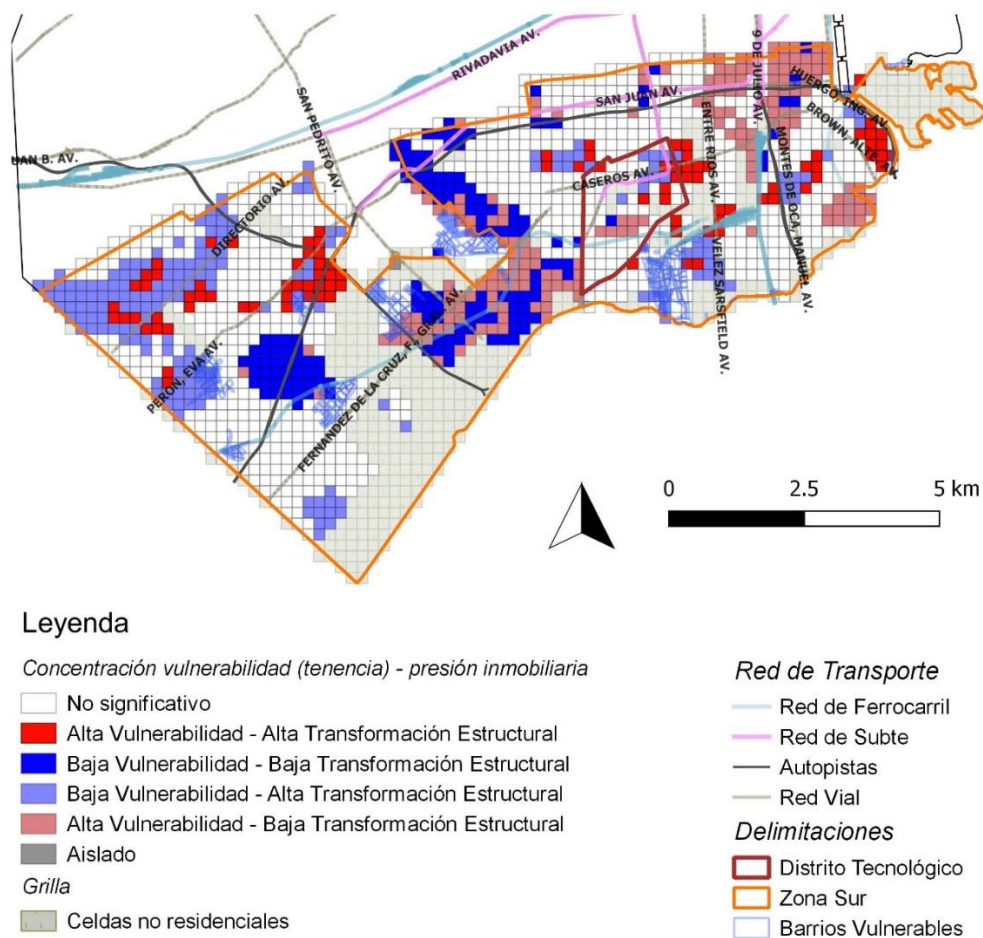 RIVADAVIA AV.
9 DE JULIO AV.
SAN PEDRITO AV.
SAN JUAN AV.
HUERGO, ING. AV.
BROWN, ALTE. AV.
UAN B. AV.
ENTRE RIOS AV.
CASEROS AV.
DIRECTORIO AV.
MONTES DE OCA, MANUEL AV.
VELEZ SARSFIELD AV.
PERON, EVA AV.
FERNANDEZ DE LA CRUZ, F., GRAL. AV.
0 2.5 5 km
Leyenda
Concentración vulnerabilidad (tenencia) - presión inmobiliaria
No significativo
Alta Vulnerabilidad - Alta Transformación Estructural
Baja Vulnerabilidad - Baja Transformación Estructural
Baja Vulnerabilidad - Alta Transformación Estructural
Alta Vulnerabilidad - Baja Transformación Estructural
Aislado
Grilla
Celdas no residenciales
Red de Transporte
Red de Ferrocarril
Red de Subte
Autopistas
Red Vial
Delimitaciones
Distrito Tecnológico
Zona Sur
Barrios Vulnerables